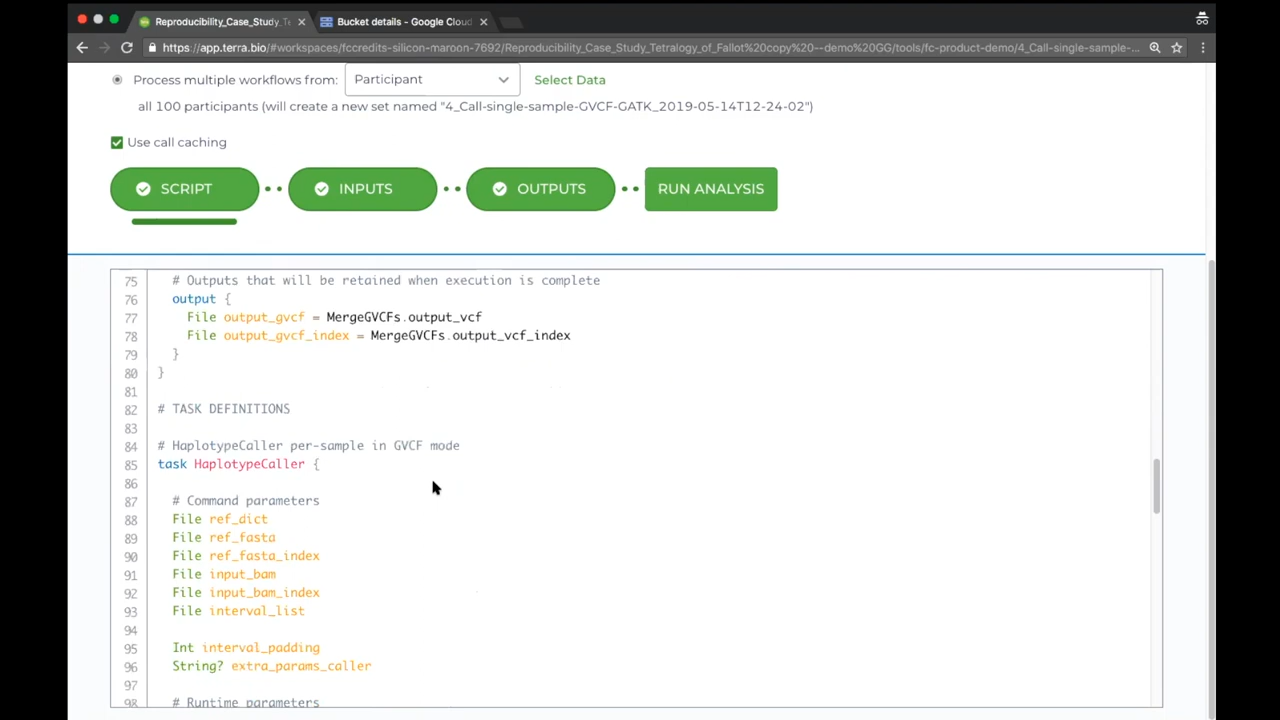 Reproducibility_Case_Study_Te
Bucket details - Google Cloud
https://app.terra.bio/#workspaces/fccredits-silicon-maroon-7692/Reproducibility_Case_Study_Tetralogy_of_Fallot%20copy%20--demo%20GG/tools/fc-product-demo/4_Call-single-sample-...
Process multiple workflows from: Participant Select Data
all 100 participants (will create a new set named "4_Call-single-sample-GVCF-GATK_2019-05-14T12-24-02")
Use call caching
SCRIPT INPUTS OUTPUTS RUN ANALYSIS
75 # Outputs that will be retained when execution is complete
76 output {
77 File output_gvcf = MergeGVCFs.output_vcf
78 File output_gvcf_index = MergeGVCFs.output_vcf_index
79 }
80 }
81
82 # TASK DEFINITIONS
83
84 # HaplotypeCaller per-sample in GVCF mode
85 task HaplotypeCaller {
86
87 # Command parameters
88 File ref_dict
89 File ref_fasta
90 File ref_fasta_index
91 File input_bam
92 File input_bam_index
93 File interval_list
94
95 Int interval_padding
96 String? extra_params_caller
97
98 # Runtime parameters